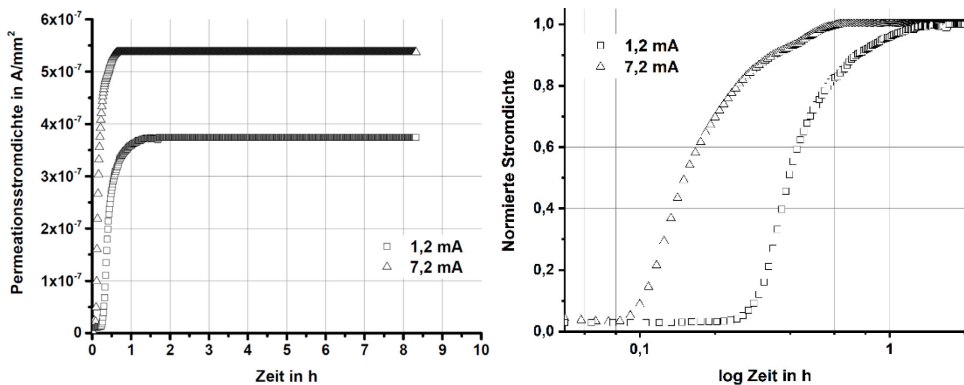 Permeationsstromdichte in A/mm²
6x10⁻⁷
5x10⁻⁷
4x10⁻⁷
3x10⁻⁷
2x10⁻⁷
1x10⁻⁷
0
1,2 mA
7,2 mA
0 1 2 3 4 5 6 7 8 9 10
Zeit in h
Normierte Stromdichte
1,0
0,8
0,6
0,4
0,2
0,0
1,2 mA
7,2 mA
0,1 1
log Zeit in h